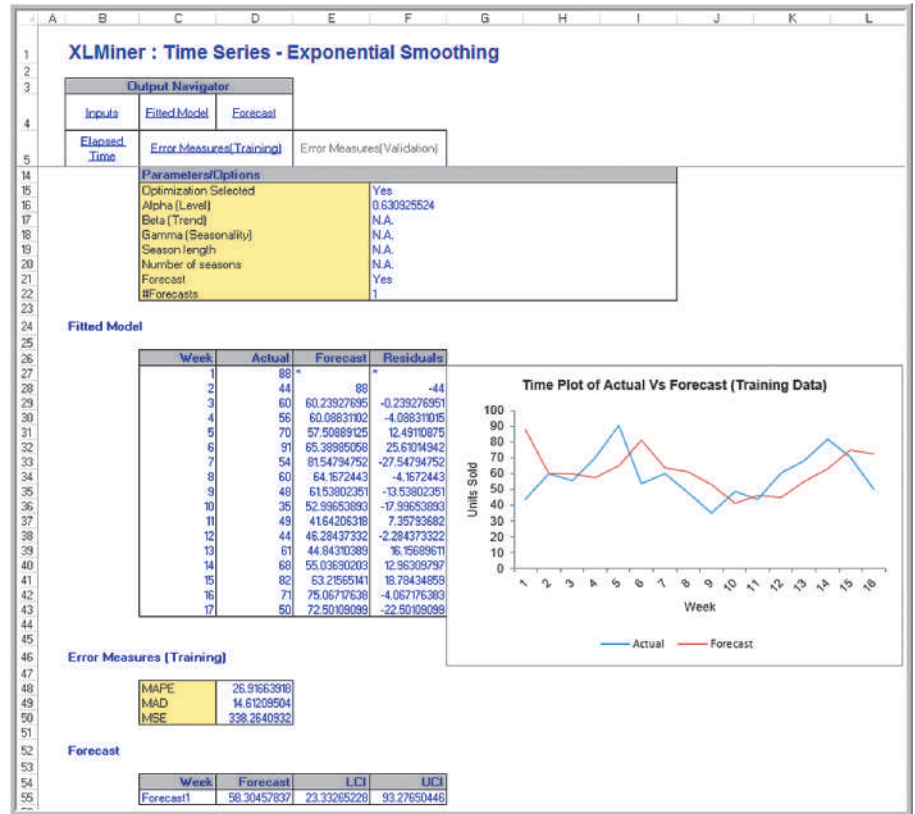 A B C D E F G H I J K L
1 XLMiner : Time Series - Exponential Smoothing
2
3 Output Navigator
4 Inputs Fitted Model Forecast
5 Elapsed Time Error Measures(Training) Error Measures(Validation)
14 Parameters/Options
15 Optimization Selected Yes
16 Alpha (Level) 0.630925524
17 Beta (Trend) N.A.
18 Gamma (Seasonality) N.A.
19 Season length N.A.
20 Number of seasons N.A.
21 Forecast Yes
22 #Forecasts 1
23
24 Fitted Model
25
26 Week Actual Forecast Residuals
27 1 88 * *
28 2 44 88 -44
29 3 60 60.23927695 -0.239276951
30 4 56 60.08831102 -4.088311015
31 5 70 57.50889125 12.49110875
32 6 91 65.38985058 25.61014942
33 7 54 81.54794752 -27.54794752
34 8 60 64.1672443 -4.1672443
35 9 48 61.53802351 -13.53802351
36 10 35 52.99653893 -17.99653893
37 11 49 41.64206318 7.35793682
38 12 44 46.28437332 -2.284373322
39 13 61 44.84310389 16.15689611
40 14 68 55.03690203 12.96309797
41 15 82 63.21565141 18.78434859
42 16 71 75.06717638 -4.067176383
43 17 50 72.50109099 -22.50109099
44
45
Time Plot of Actual Vs Forecast (Training Data)
Units Sold
100
90
80
70
60
50
40
30
20
10
0
1 2 3 4 5 6 7 8 9 10 11 12 13 14 15 16
Week
Actual Forecast
46 Error Measures (Training)
47
48 MAPE 26.91663918
49 MAD 14.61209504
50 MSE 338.2640932
51
52 Forecast
53
54 Week Forecast LCI UCI
55 Forecast1 58.30457837 23.33265228 93.27650446